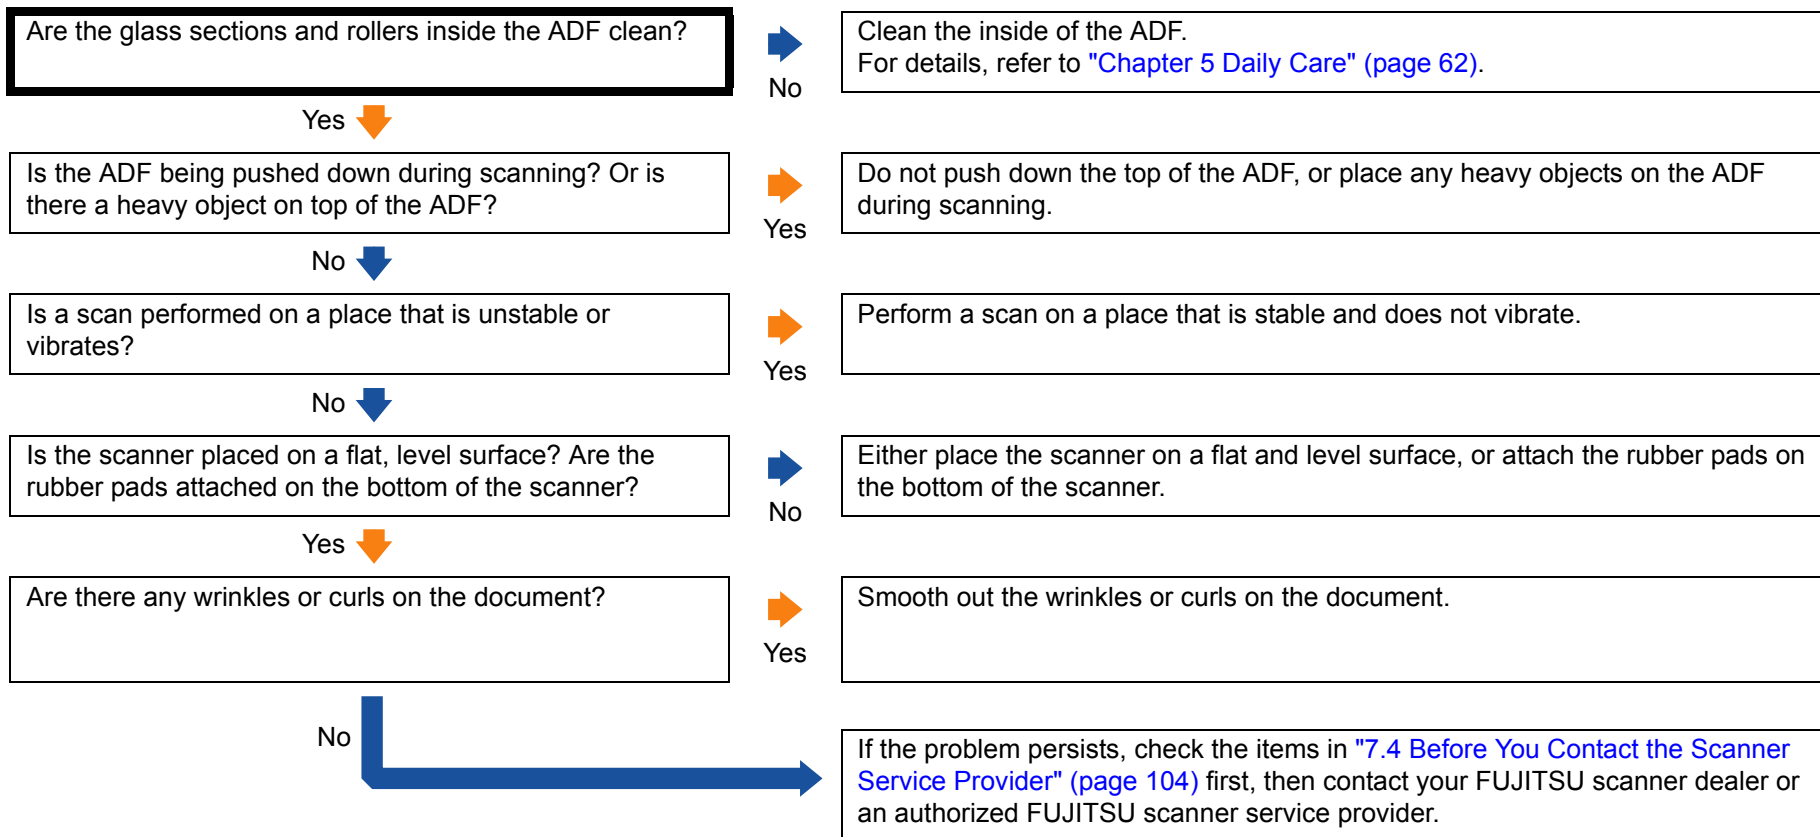 Are the glass sections and rollers inside the ADF clean?
No
Clean the inside of the ADF.
For details, refer to "Chapter 5 Daily Care" (page 62).
Yes
Is the ADF being pushed down during scanning? Or is
there a heavy object on top of the ADF?
Yes
Do not push down the top of the ADF, or place any heavy objects on the ADF
during scanning.
No
Is a scan performed on a place that is unstable or
vibrates?
Yes
Perform a scan on a place that is stable and does not vibrate.
No
Is the scanner placed on a flat, level surface? Are the
rubber pads attached on the bottom of the scanner?
No
Either place the scanner on a flat and level surface, or attach the rubber pads on
the bottom of the scanner.
Yes
Are there any wrinkles or curls on the document?
Yes
Smooth out the wrinkles or curls on the document.
No
If the problem persists, check the items in "7.4 Before You Contact the Scanner
Service Provider" (page 104) first, then contact your FUJITSU scanner dealer or
an authorized FUJITSU scanner service provider.